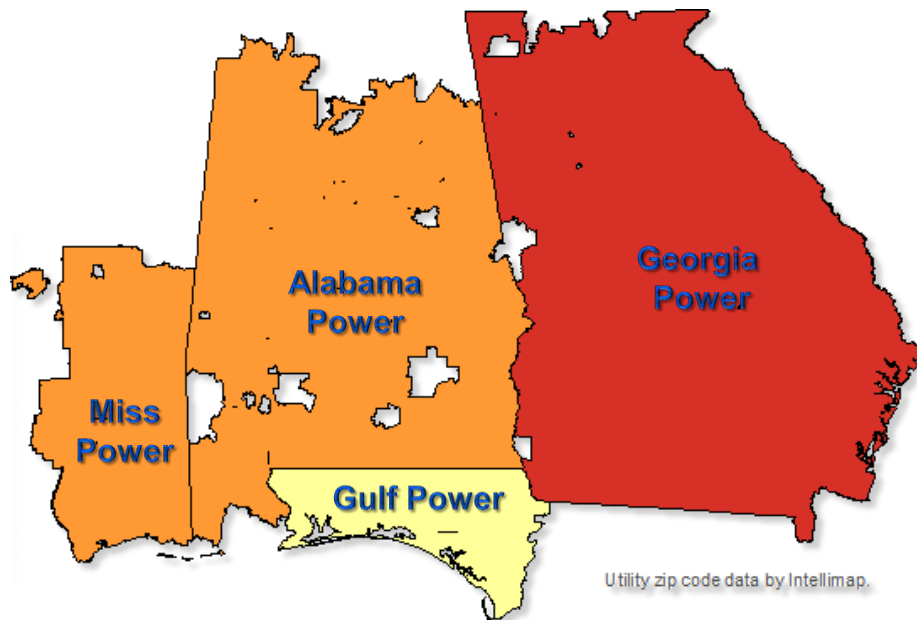 Alabama
Power
Georgia
Power
Miss
Power
Gulf Power
Utility zip code data by Intellimap.